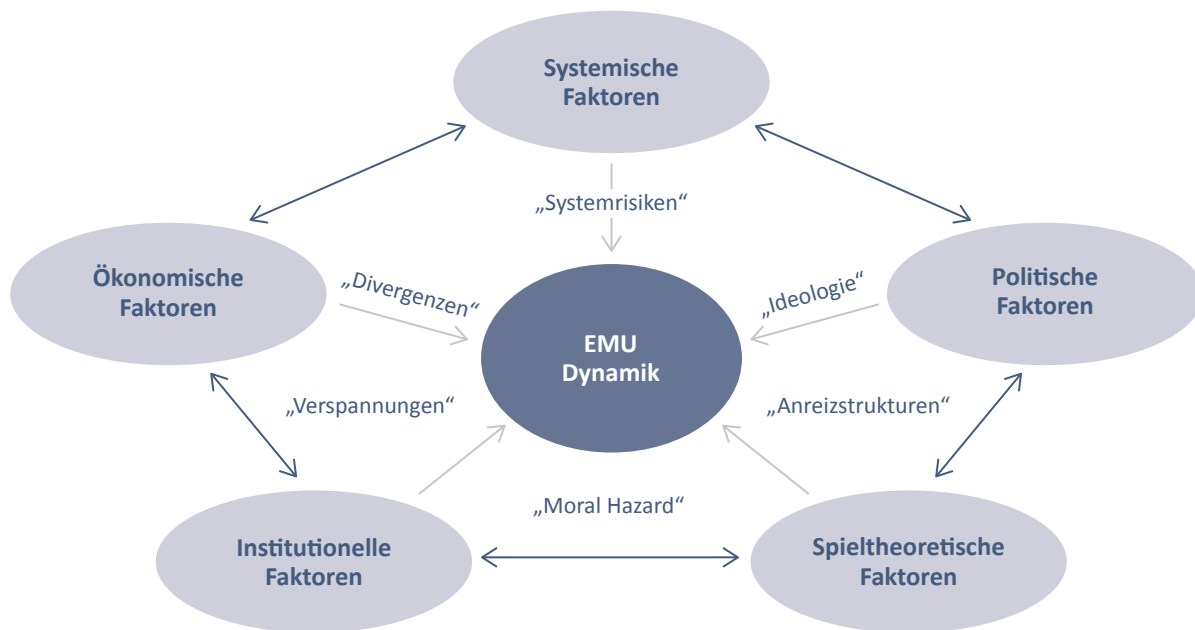 Systemische
Faktoren
„Systemrisiken“
Ökonomische
Faktoren
„Divergenzen“
„Ideologie“
Politische
Faktoren
EMU
Dynamik
„Verspannungen“
„Anreizstrukturen“
„Moral Hazard“
Institutionelle
Faktoren
Spieltheoretische
Faktoren